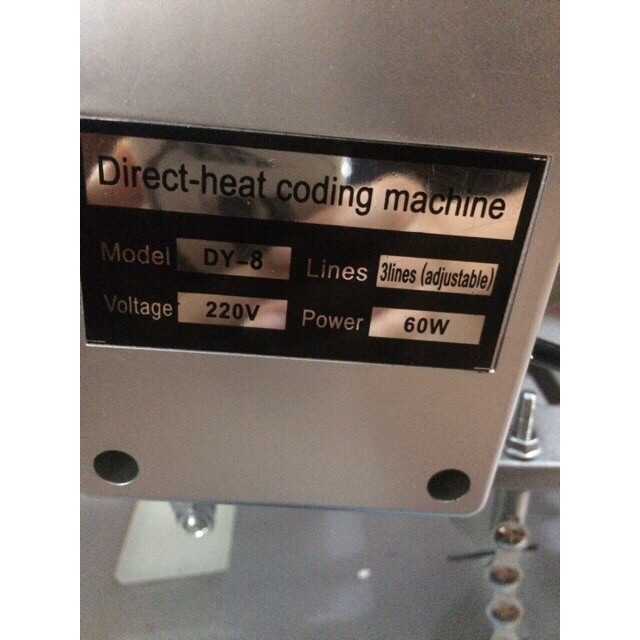 Direct-heat coding machine
Model DY-8 Lines 3lines (adjustable)
Voltage 220V Power 60W